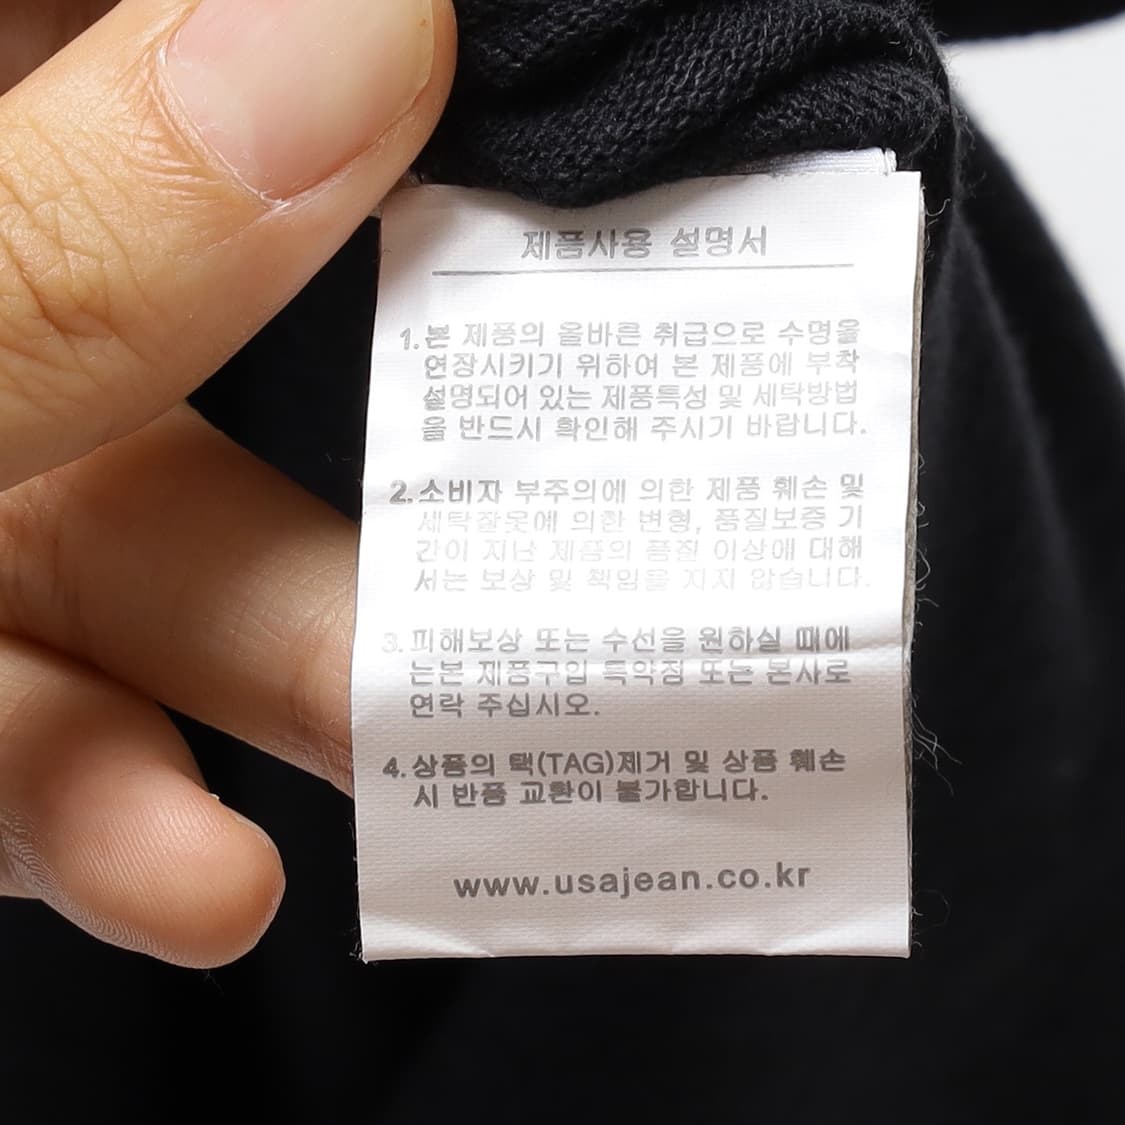 제품사용 설명서
1. 본 제품의 올바른 취급으로 수명을
연장시키기 위하여 본 제품에 부착
설명되어 있는 제품특성 및 세탁방법
을 반드시 확인해 주시기 바랍니다.
2. 소비자 부주의에 의한 제품 훼손 및
세탁잘못에 의한 변형, 품질보증 기
간이 지난 제품의 품질 이상에 대해
서는 보상 및 책임을 지지 않습니다.
3. 피해보상 또는 수선을 원하실 때에
는본 제품구입 특약점 또는 본사로
연락 주십시오.
4. 상품의 택(TAG)제거 및 상품 훼손
시 반품 교환이 불가합니다.
www.usajean.co.kr